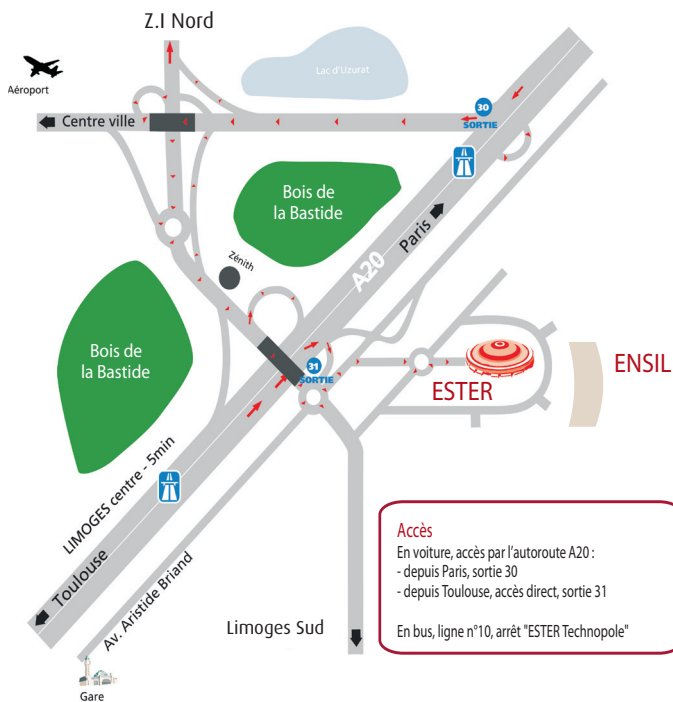 Z.I Nord
Aéroport
Lac d'Uzurat
Centre ville
30
SORTIE
Bois de
la Bastide
Paris
A20
Zénith
Bois de
la Bastide
31
SORTIE
ESTER
ENSIL
LIMOGES centre - 5min
Toulouse
Av. Aristide Briand
Limoges Sud
Gare
Accès
En voiture, accès par l'autoroute A20 :
- depuis Paris, sortie 30
- depuis Toulouse, accès direct, sortie 31
En bus, ligne n°10, arrêt "ESTER Technopole"